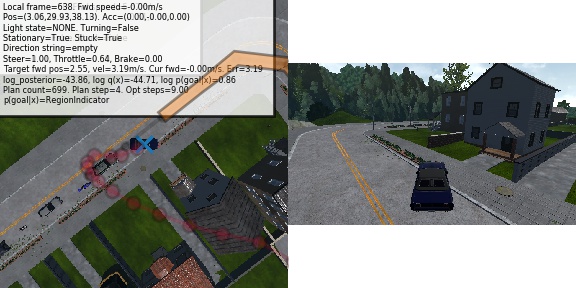 Local frame=638. Fwd speed=-0.00m/s
Pos=(3.06,29.93,38.13). Acc=(0.00,-0.00,0.00)
Light state=NONE. Turning=False
Stationary=True. Stuck=True
Direction string=empty
Steer=1.00, Throttle=0.64, Brake=0.00
Target fwd pos=2.55, vel=3.19m/s. Cur fwd=-0.00m/s. Err=3.19
log_posterior=-43.86, log q(x)=-44.71, log p(goal|x)=0.86
Plan count=699. Plan step=4. Opt steps=9.00
p(goal|x)=RegionIndicator